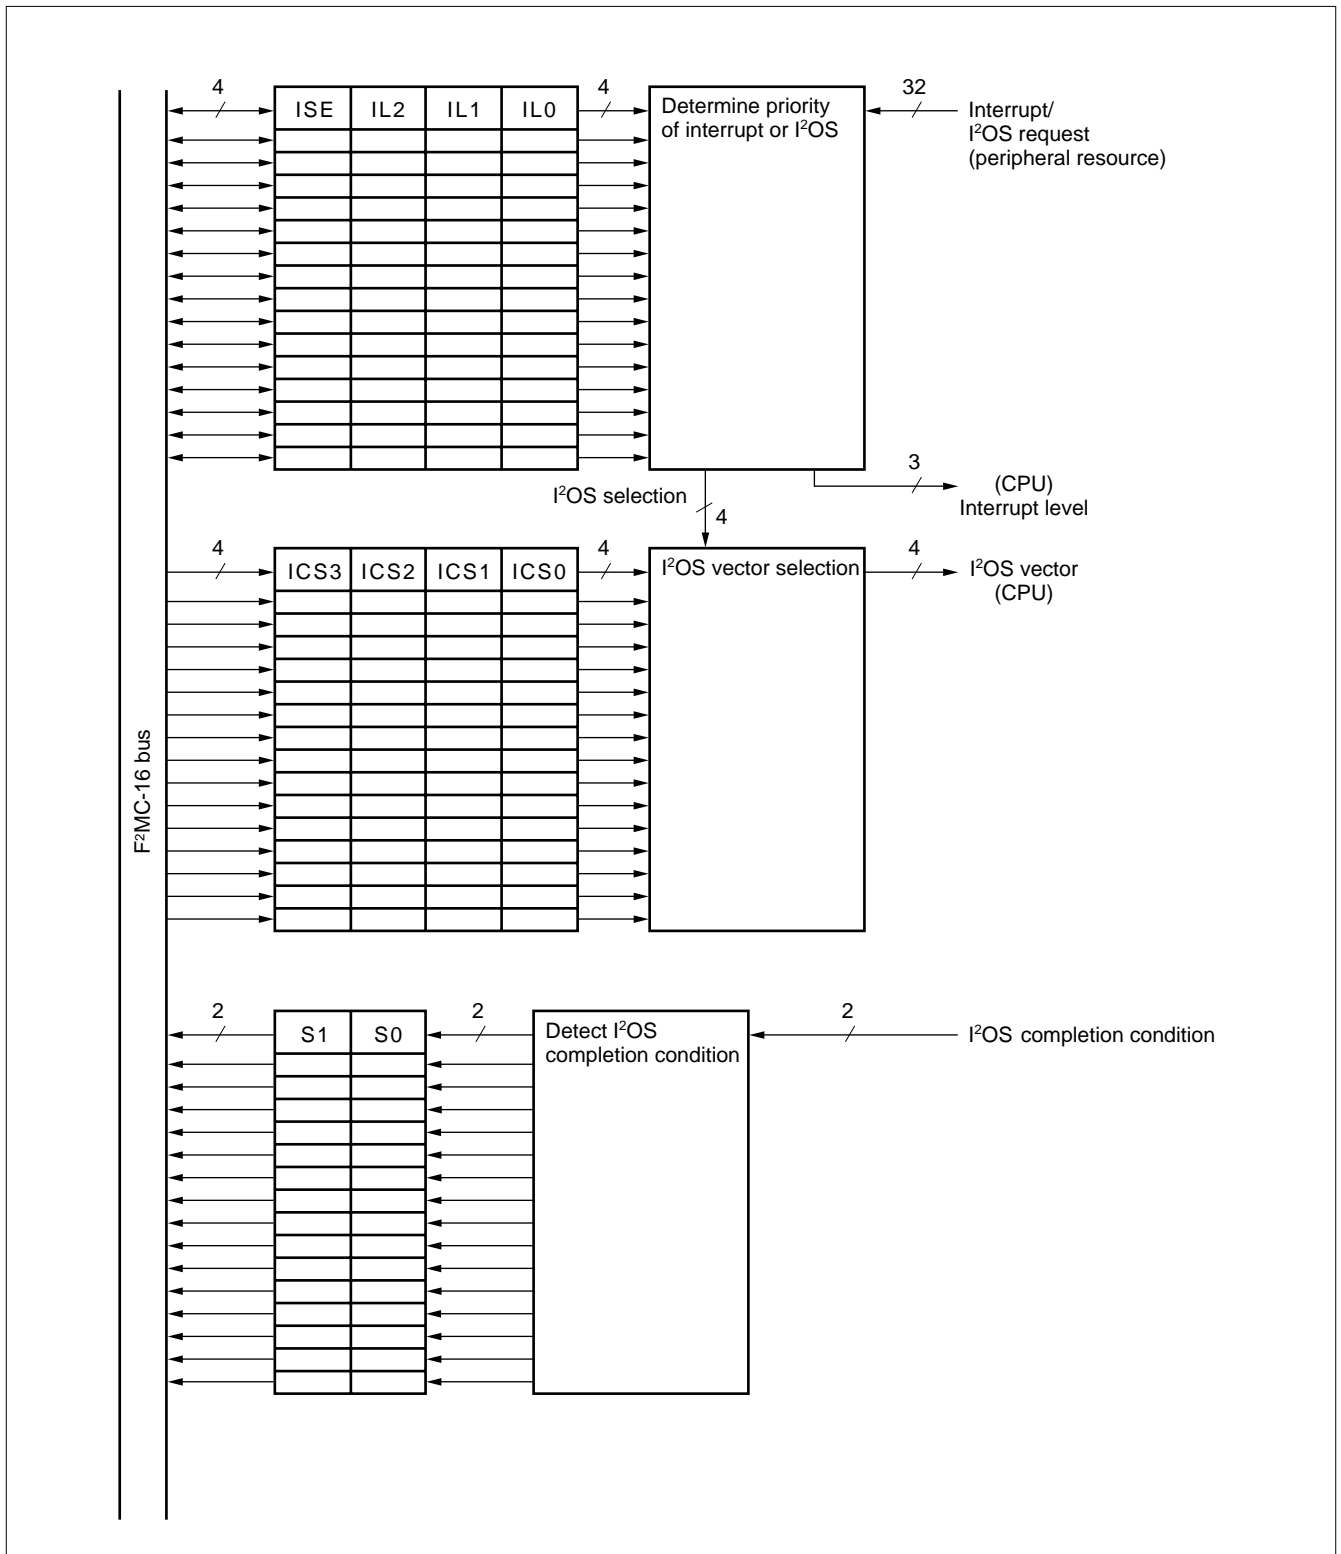 4
ISE IL2 IL1 IL0
4
Determine priority
of interrupt or I²OS
32
Interrupt/
I²OS request
(peripheral resource)
I²OS selection
4
3
(CPU)
Interrupt level
4
ICS3 ICS2 ICS1 ICS0
4
I²OS vector selection
4
I²OS vector
(CPU)
F²MC-16 bus
2
S1 S0
2
Detect I²OS
completion condition
2
I²OS completion condition